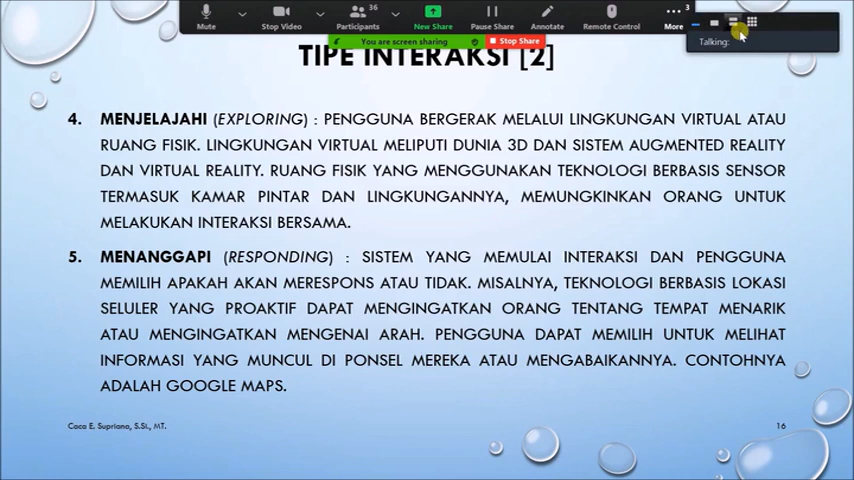 Mute
Stop Video
36
Participants
New Share
Pause Share
Annotate
Remote Control
3
More
Talking:
You are screen sharing
Stop Share
TIPE INTERAKSI [2]
4. MENJELAJAHI (EXPLORING) : PENGGUNA BERGERAK MELALUI LINGKUNGAN VIRTUAL ATAU
RUANG FISIK. LINGKUNGAN VIRTUAL MELIPUTI DUNIA 3D DAN SISTEM AUGMENTED REALITY
DAN VIRTUAL REALITY. RUANG FISIK YANG MENGGUNAKAN TEKNOLOGI BERBASIS SENSOR
TERMASUK KAMAR PINTAR DAN LINGKUNGANNYA, MEMUNGKINKAN ORANG UNTUK
MELAKUKAN INTERAKSI BERSAMA.
5. MENANGGAPI (RESPONDING) : SISTEM YANG MEMULAI INTERAKSI DAN PENGGUNA
MEMILIH APAKAH AKAN MERESPONS ATAU TIDAK. MISALNYA, TEKNOLOGI BERBASIS LOKASI
SELULER YANG PROAKTIF DAPAT MENGINGATKAN ORANG TENTANG TEMPAT MENARIK
ATAU MENGINGATKAN MENGENAI ARAH. PENGGUNA DAPAT MEMILIH UNTUK MELIHAT
INFORMASI YANG MUNCUL DI PONSEL MEREKA ATAU MENGABAIKANNYA. CONTOHNYA
ADALAH GOOGLE MAPS.
Caca E. Supriana, S.Si., MT.
16